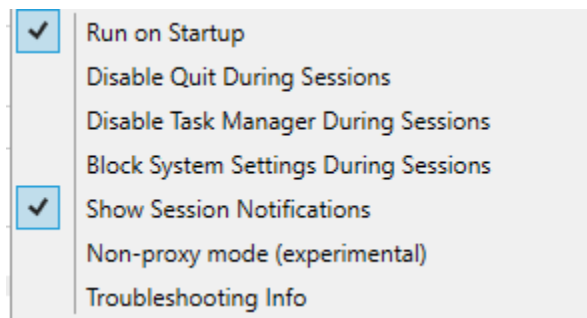 Run on Startup
Disable Quit During Sessions
Disable Task Manager During Sessions
Block System Settings During Sessions
Show Session Notifications
Non-proxy mode (experimental)
Troubleshooting Info